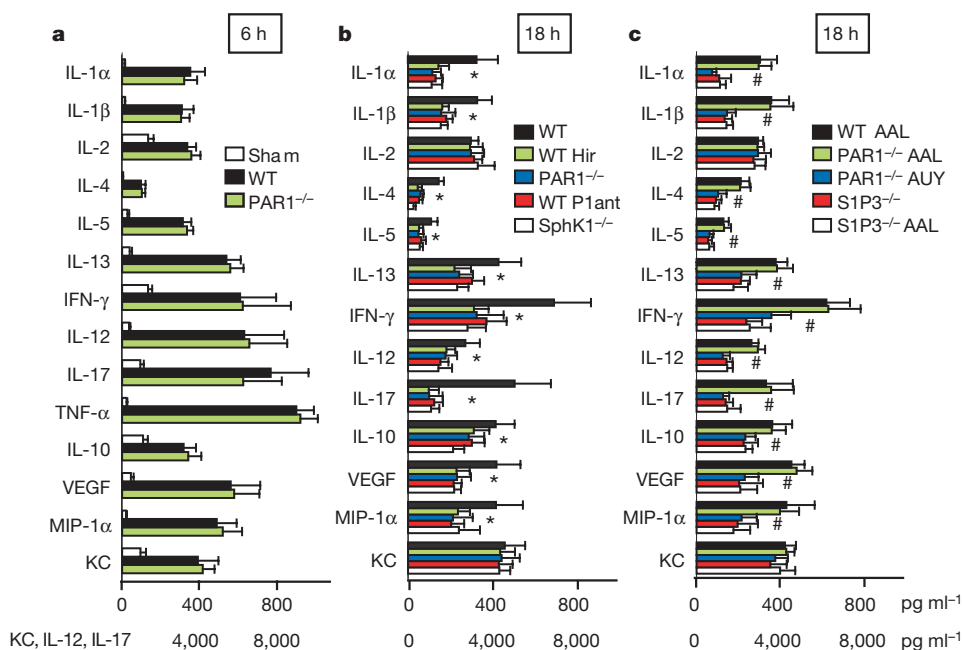 a 6 h
IL-1α
IL-1β
IL-2
IL-4
IL-5
IL-13
IFN-γ
IL-12
IL-17
TNF-α
IL-10
VEGF
MIP-1α
KC
Sham
WT
PAR1⁻/⁻
0 400 800
KC, IL-12, IL-17 4,000 8,000
b 18 h
IL-1α *
IL-1β *
IL-2
IL-4 *
IL-5 *
IL-13 *
IFN-γ *
IL-12 *
IL-17 *
IL-10 *
VEGF *
MIP-1α *
KC
WT
WT Hir
PAR1⁻/⁻
WT P1ant
SphK1⁻/⁻
0 400 800
0 4,000 8,000
c 18 h
IL-1α #
IL-1β #
IL-2
IL-4 #
IL-5 #
IL-13 #
IFN-γ #
IL-12 #
IL-17 #
IL-10 #
VEGF #
MIP-1α #
KC
WT AAL
PAR1⁻/⁻ AAL
PAR1⁻/⁻ AUY
S1P3⁻/⁻
S1P3⁻/⁻ AAL
0 400 800 pg ml⁻¹
0 4,000 8,000 pg ml⁻¹